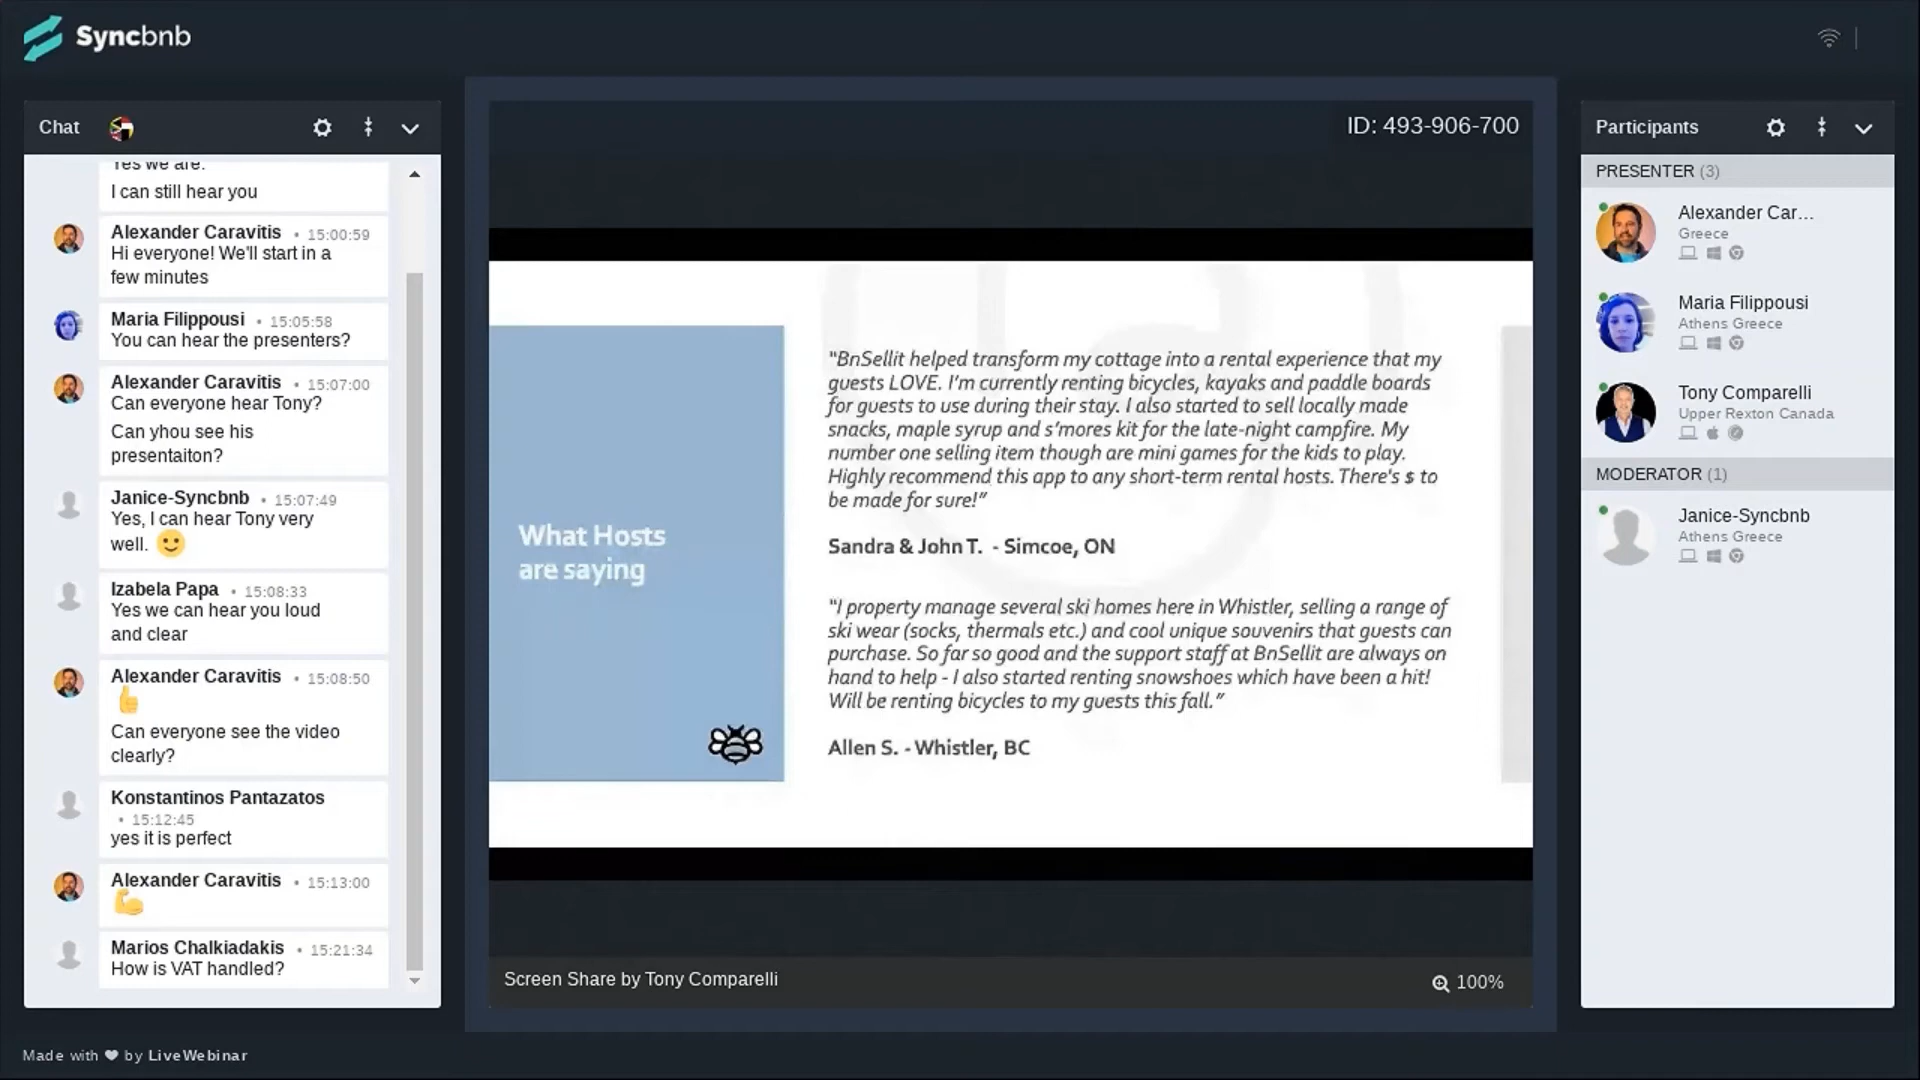 Syncbnb
Chat
Yes we are.
I can still hear you
Alexander Caravitis • 15:00:59
Hi everyone! We'll start in a
few minutes
Maria Filippousi • 15:05:58
You can hear the presenters?
Alexander Caravitis • 15:07:00
Can everyone hear Tony?
Can yhou see his
presentaiton?
Janice-Syncbnb • 15:07:49
Yes, I can hear Tony very
well. 🙂
Izabela Papa • 15:08:33
Yes we can hear you loud
and clear
Alexander Caravitis • 15:08:50
👍
Can everyone see the video
clearly?
Konstantinos Pantazatos
• 15:12:45
yes it is perfect
Alexander Caravitis • 15:13:00
💪
Marios Chalkiadakis • 15:21:34
How is VAT handled?
ID: 493-906-700
What Hosts
are saying
"BnSellit helped transform my cottage into a rental experience that my
guests LOVE. I'm currently renting bicycles, kayaks and paddle boards
for guests to use during their stay. I also started to sell locally made
snacks, maple syrup and s'mores kit for the late-night campfire. My
number one selling item though are mini games for the kids to play.
Highly recommend this app to any short-term rental hosts. There's $ to
be made for sure!"
Sandra & John T. - Simcoe, ON
"I property manage several ski homes here in Whistler, selling a range of
ski wear (socks, thermals etc.) and cool unique souvenirs that guests can
purchase. So far so good and the support staff at BnSellit are always on
hand to help - I also started renting snowshoes which have been a hit!
Will be renting bicycles to my guests this fall."
Allen S. - Whistler, BC
Screen Share by Tony Comparelli
100%
Participants
PRESENTER (3)
Alexander Car...
Greece
Maria Filippousi
Athens Greece
Tony Comparelli
Upper Rexton Canada
MODERATOR (1)
Janice-Syncbnb
Athens Greece
Made with ❤ by LiveWebinar